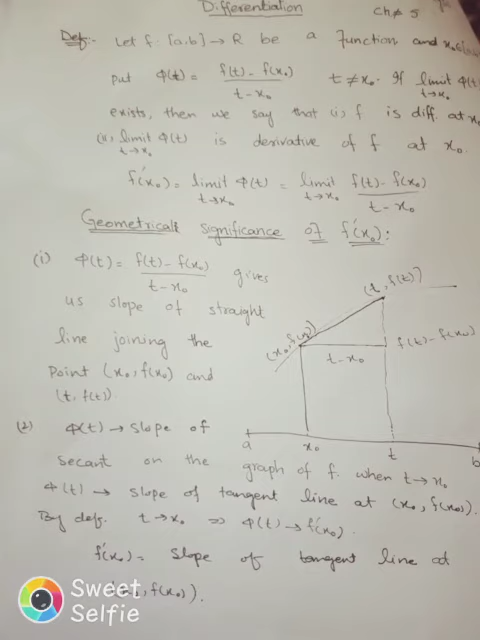 Differentiation
Ch# 5
Def:- Let f: [a,b] → R be a function and x₀
put φ(t) = f(t) - f(x₀) / t - x₀   t ≠ x₀. If limit t→x₀ φ(t)
exists, then we say that (i) f is diff. at x₀
(ii) limit t→x₀ φ(t) is derivative of f at x₀.
f'(x₀) = limit t→x₀ φ(t) = limit t→x₀ f(t) - f(x₀) / t - x₀
Geometrical significance of f'(x₀):
(i) φ(t) = f(t) - f(x₀) / t - x₀ gives
us slope of straight
line joining the
Point (x₀, f(x₀)) and
(t, f(t)).
(t, f(t))
(x₀, f(x₀))
f(t) - f(x₀)
t - x₀
a x₀ t b
(2) φ(t) → slope of
secant on the graph of f. when t → x₀
φ(t) → slope of tangent line at (x₀, f(x₀)).
By def. t → x₀ ⇒ φ(t) → f'(x₀).
f'(x₀) = slope of tangent line at
(x₀, f(x₀)).
Sweet
Selfie